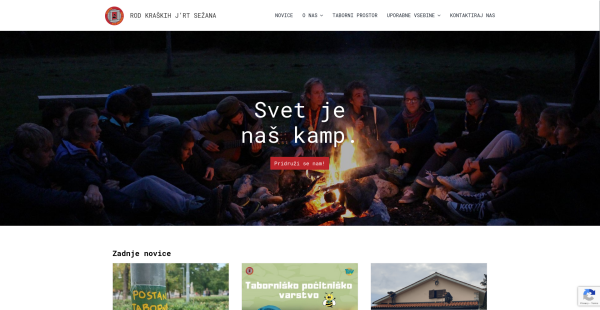 ROD KRAŠKIH J'RT SEŽANA
NOVICE O NAS TABORNI PROSTOR UPORABNE VSEBINE KONTAKTIRAJ NAS
Svet je
naš kamp.
Pridruži se nam!
Zadnje novice
POSTANI
TABORN
Taborniško počitniško
varstvo